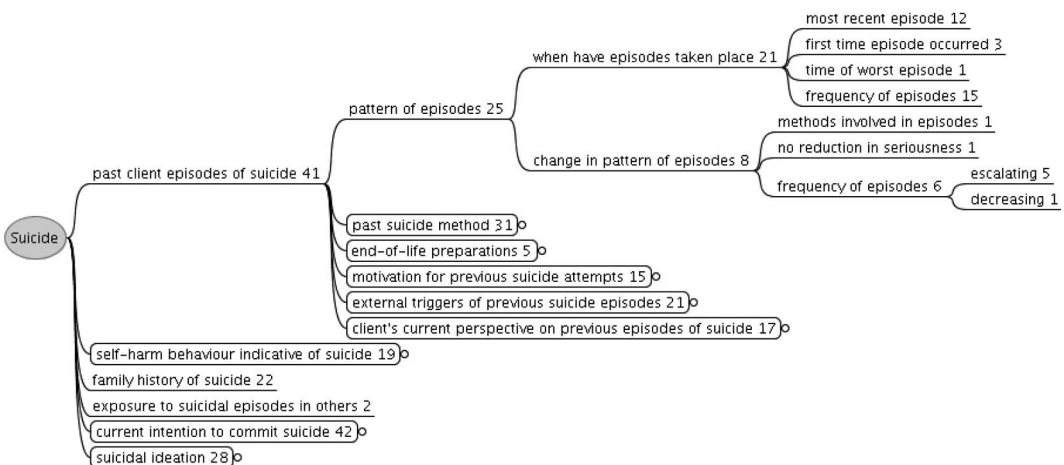 most recent episode 12
first time episode occurred 3
when have episodes taken place 21
time of worst episode 1
frequency of episodes 15
pattern of episodes 25
methods involved in episodes 1
change in pattern of episodes 8
no reduction in seriousness 1
escalating 5
past client episodes of suicide 41
frequency of episodes 6
decreasing 1
past suicide method 31
Suicide
end-of-life preparations 5
motivation for previous suicide attempts 15
external triggers of previous suicide episodes 21
client's current perspective on previous episodes of suicide 17
self-harm behaviour indicative of suicide 19
family history of suicide 22
exposure to suicidal episodes in others 2
current intention to commit suicide 42
suicidal ideation 28